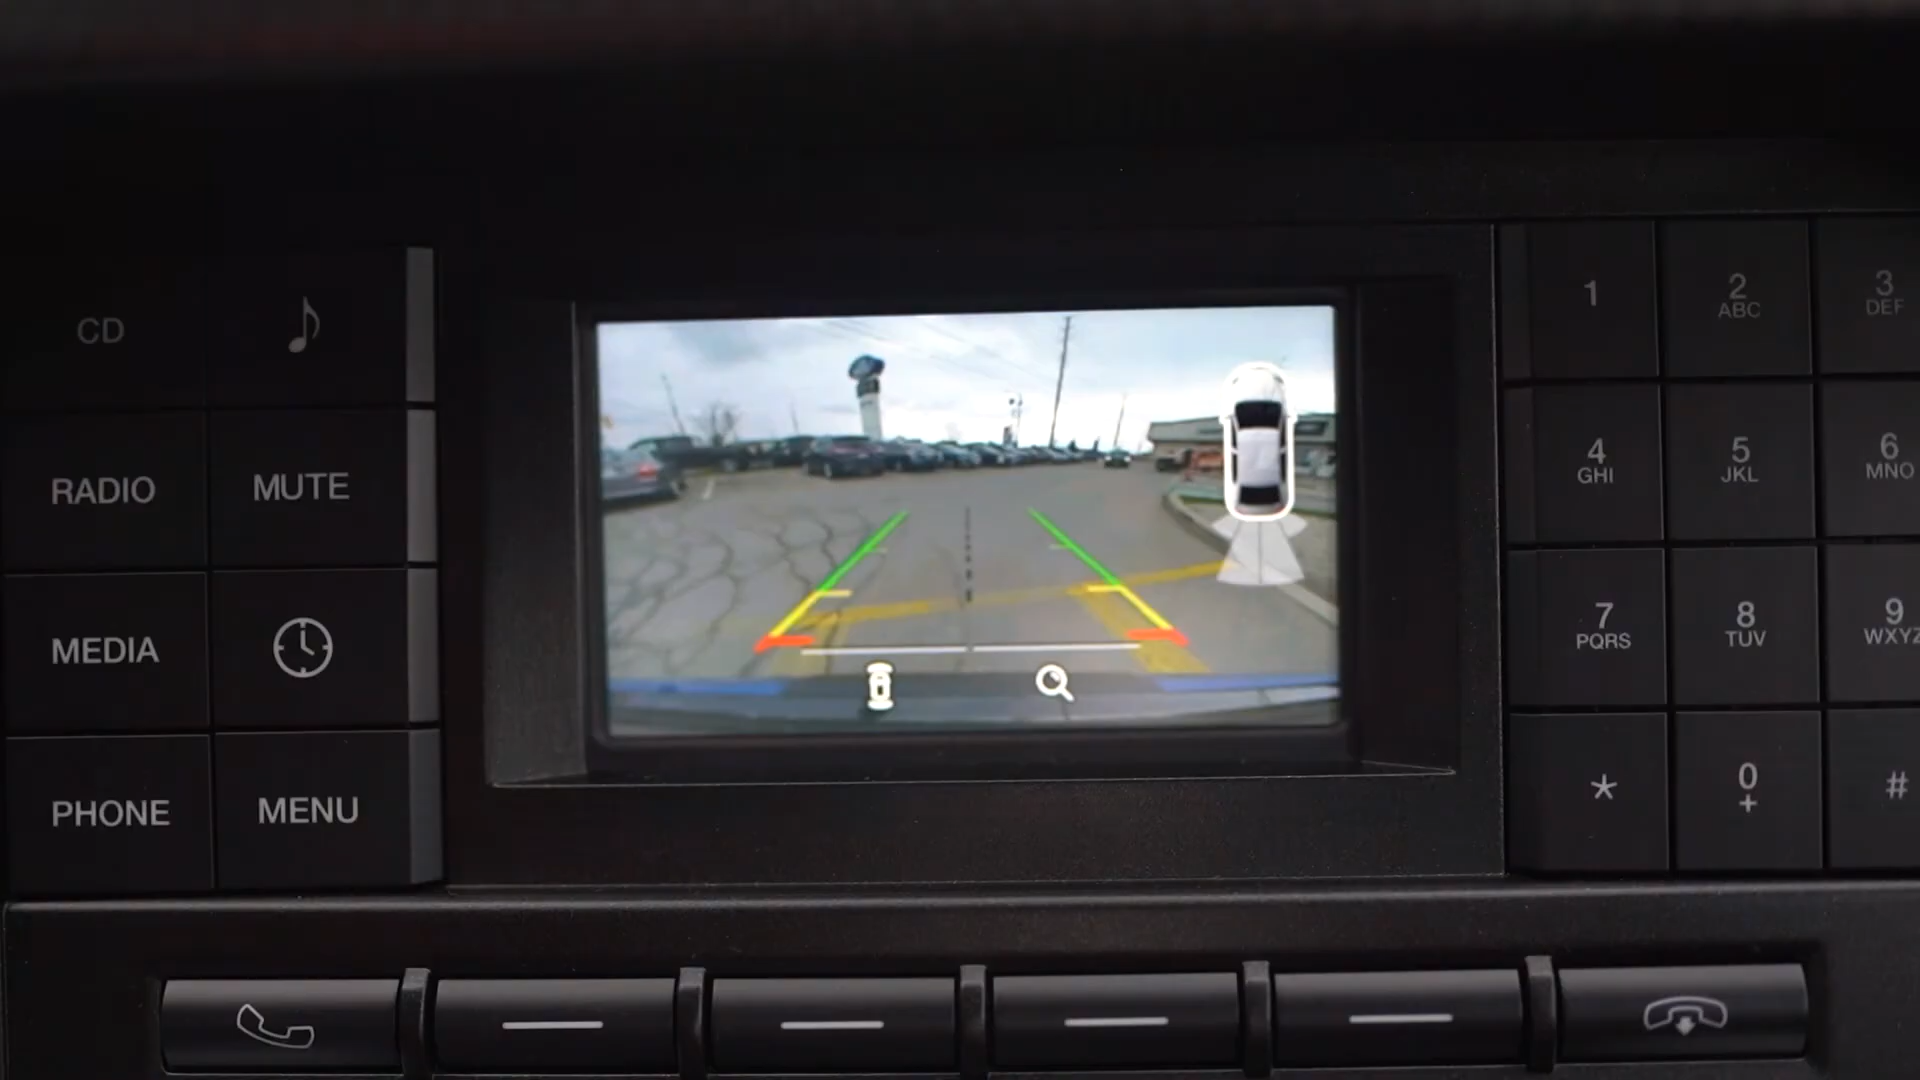 CD
RADIO
MUTE
MEDIA
PHONE
MENU
1
2
ABC
3
DEF
4
GHI
5
JKL
6
MNO
7
PQRS
8
TUV
9
WXYZ
*
0
+
#